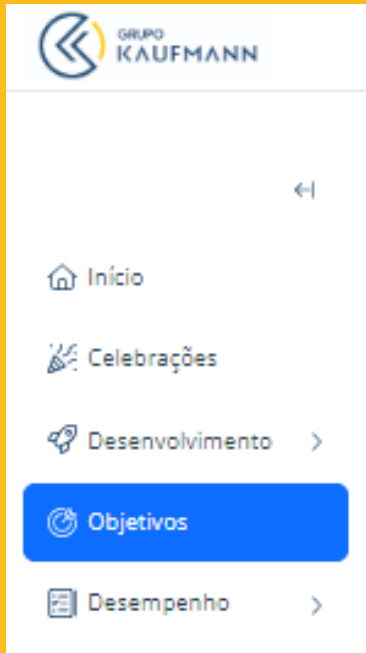 GRUPO
KAUFMANN
Início
Celebrações
Desenvolvimento
Objetivos
Desempenho